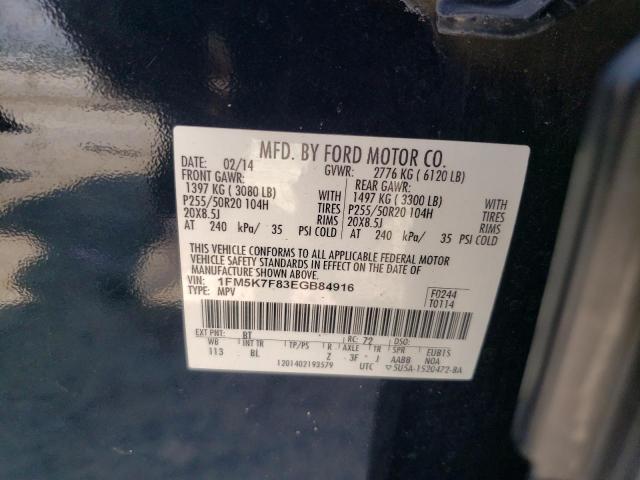 MFD. BY FORD MOTOR CO.
DATE: 02/14 GVWR: 2776 KG ( 6120 LB)
FRONT GAWR: REAR GAWR:
1397 KG ( 3080 LB) 1497 KG ( 3300 LB)
P255/50R20 104H TIRES P255/50R20 104H TIRES
20X8.5J RIMS 20X8.5J RIMS
AT 240 kPa/ 35 PSI COLD AT 240 kPa/ 35 PSI COLD
THIS VEHICLE CONFORMS TO ALL APPLICABLE FEDERAL MOTOR
VEHICLE SAFETY STANDARDS IN EFFECT ON THE DATE OF
MANUFACTURE SHOWN ABOVE.
VIN: 1FM5K7F83EGB84916
TYPE: MPV
F0244
T0114
EXT PNT: BT RC: 72 DSO:
WB INT TR TP/PS R AXLE TR SPR EUB15
113 BL Z 3F J AABB NOA
1201402193579 UTC 5U5A-1520472-BA